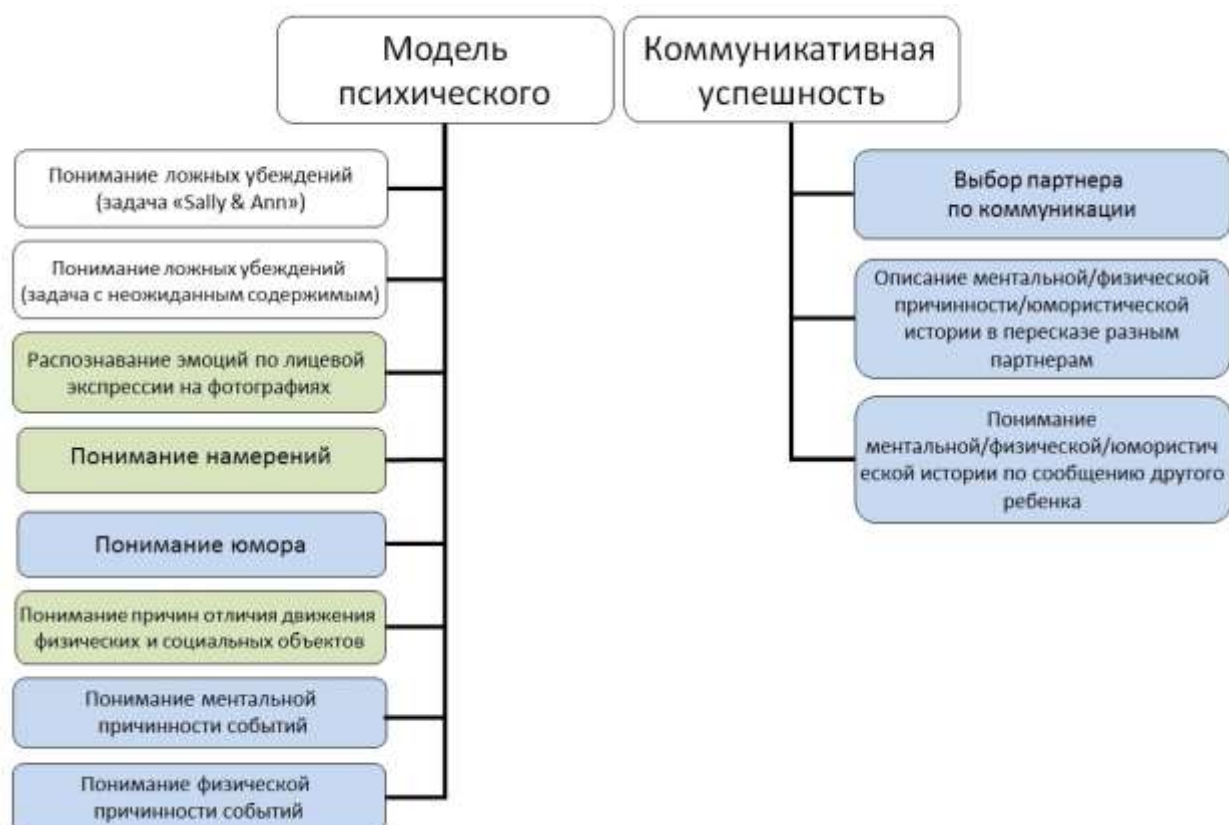 Модель
психического
Коммуникативная
успешность
Понимание ложных убеждений
(задача «Sally & Ann»)
Понимание ложных убеждений
(задача с неожиданным содержимым)
Распознавание эмоций по лицевой
экспрессии на фотографиях
Понимание намерений
Понимание юмора
Понимание причин отличия движения
физических и социальных объектов
Понимание ментальной
причинности событий
Понимание физической
причинности событий
Выбор партнера
по коммуникации
Описание ментальной/физической
причинности/юмористической
истории в пересказе разным
партнерам
Понимание
ментальной/физической/юмористич
еской истории по сообщению другого
ребенка